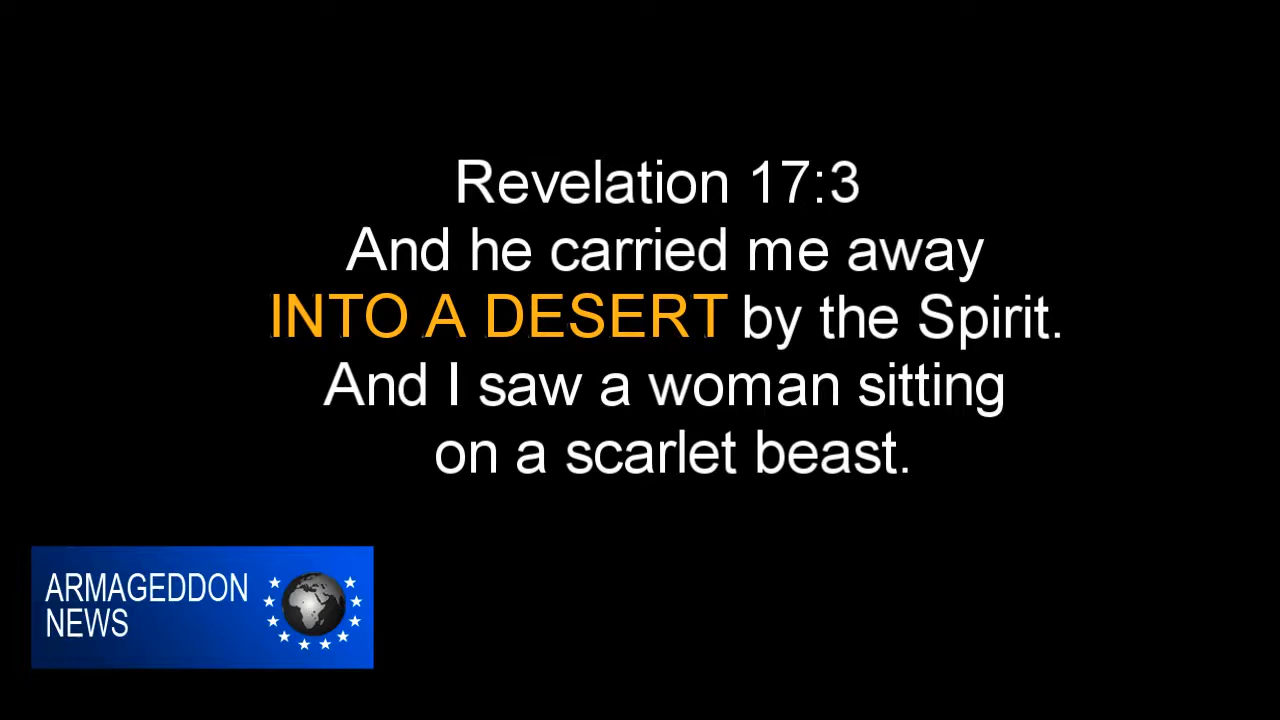 Revelation 17:3
And he carried me away
INTO A DESERT by the Spirit.
And I saw a woman sitting
on a scarlet beast.
ARMAGEDDON
NEWS